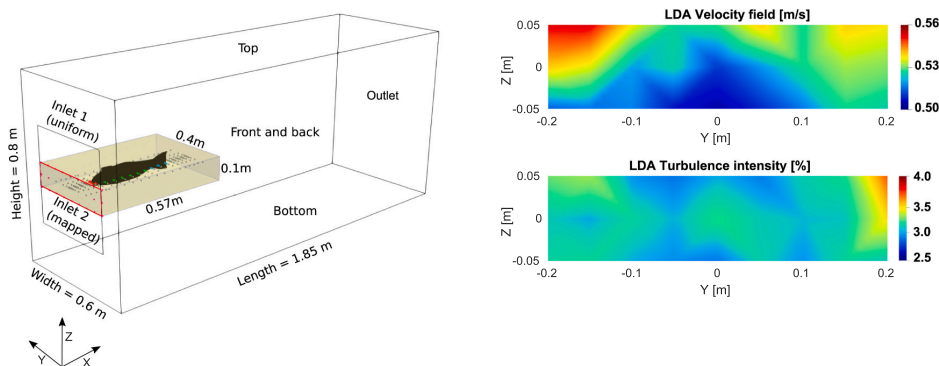 Top
Outlet
Inlet 1
(uniform)
Front and back
0.4m
0.1m
0.57m
Inlet 2
(mapped)
Bottom
Height = 0.8 m
Width = 0.6 m
Length = 1.85 m
Z
Y
X
LDA Velocity field [m/s]
Z [m]
0.05
0
-0.05
-0.2
-0.1
0
0.1
0.2
Y [m]
0.56
0.53
0.50
LDA Turbulence intensity [%]
Z [m]
0.05
0
-0.05
-0.2
-0.1
0
0.1
0.2
Y [m]
4.0
3.5
3.0
2.5